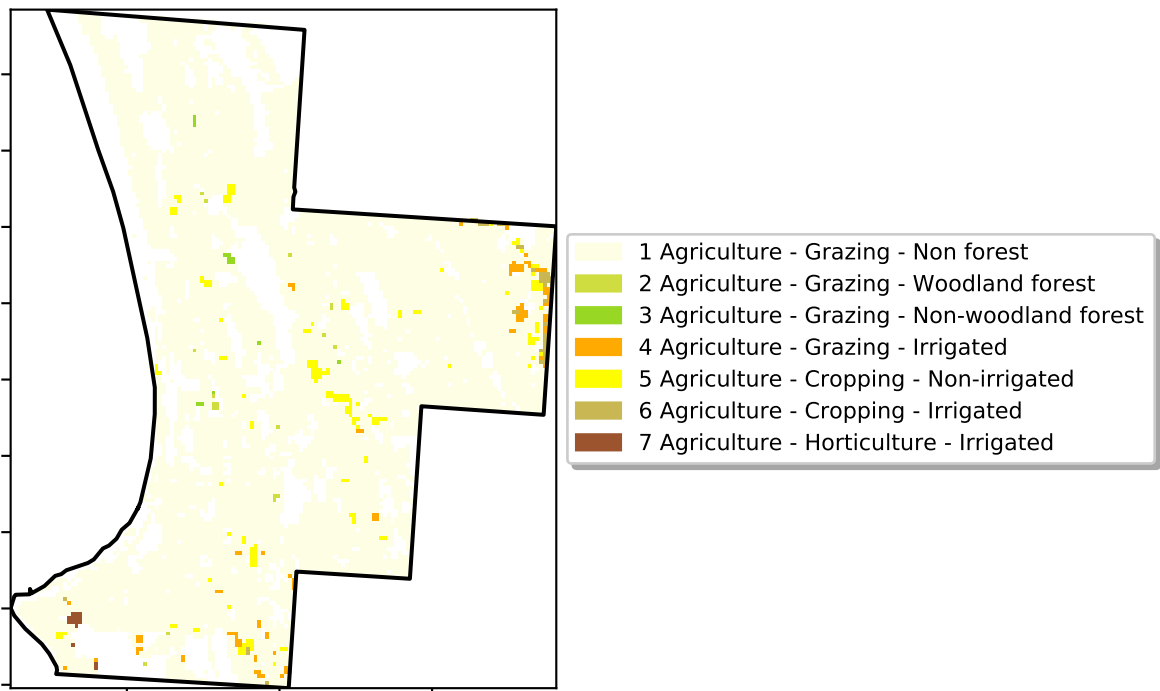 1 Agriculture - Grazing - Non forest
2 Agriculture - Grazing - Woodland forest
3 Agriculture - Grazing - Non-woodland forest
4 Agriculture - Grazing - Irrigated
5 Agriculture - Cropping - Non-irrigated
6 Agriculture - Cropping - Irrigated
7 Agriculture - Horticulture - Irrigated